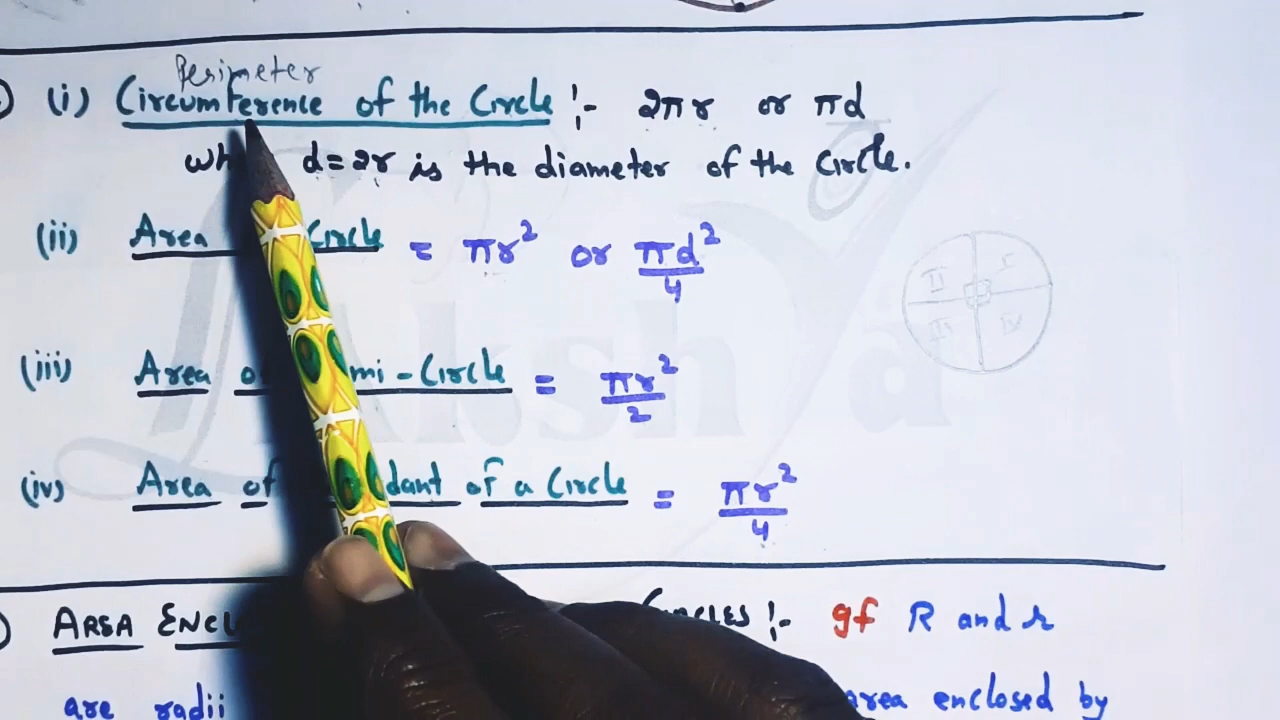 Perimeter
(i) Circumference of the Circle :- 2πr or πd
d=2r is the diameter of the circle.
(ii) Area Circle = πr² or πd²/4
(iii) Area mi-Circle = πr²/2
(iv) Area of dant of a Circle = πr²/4
AREA ENCL CIRCLES :- If R and r
are radii area enclosed by
I
II
III
IV
Lakshya